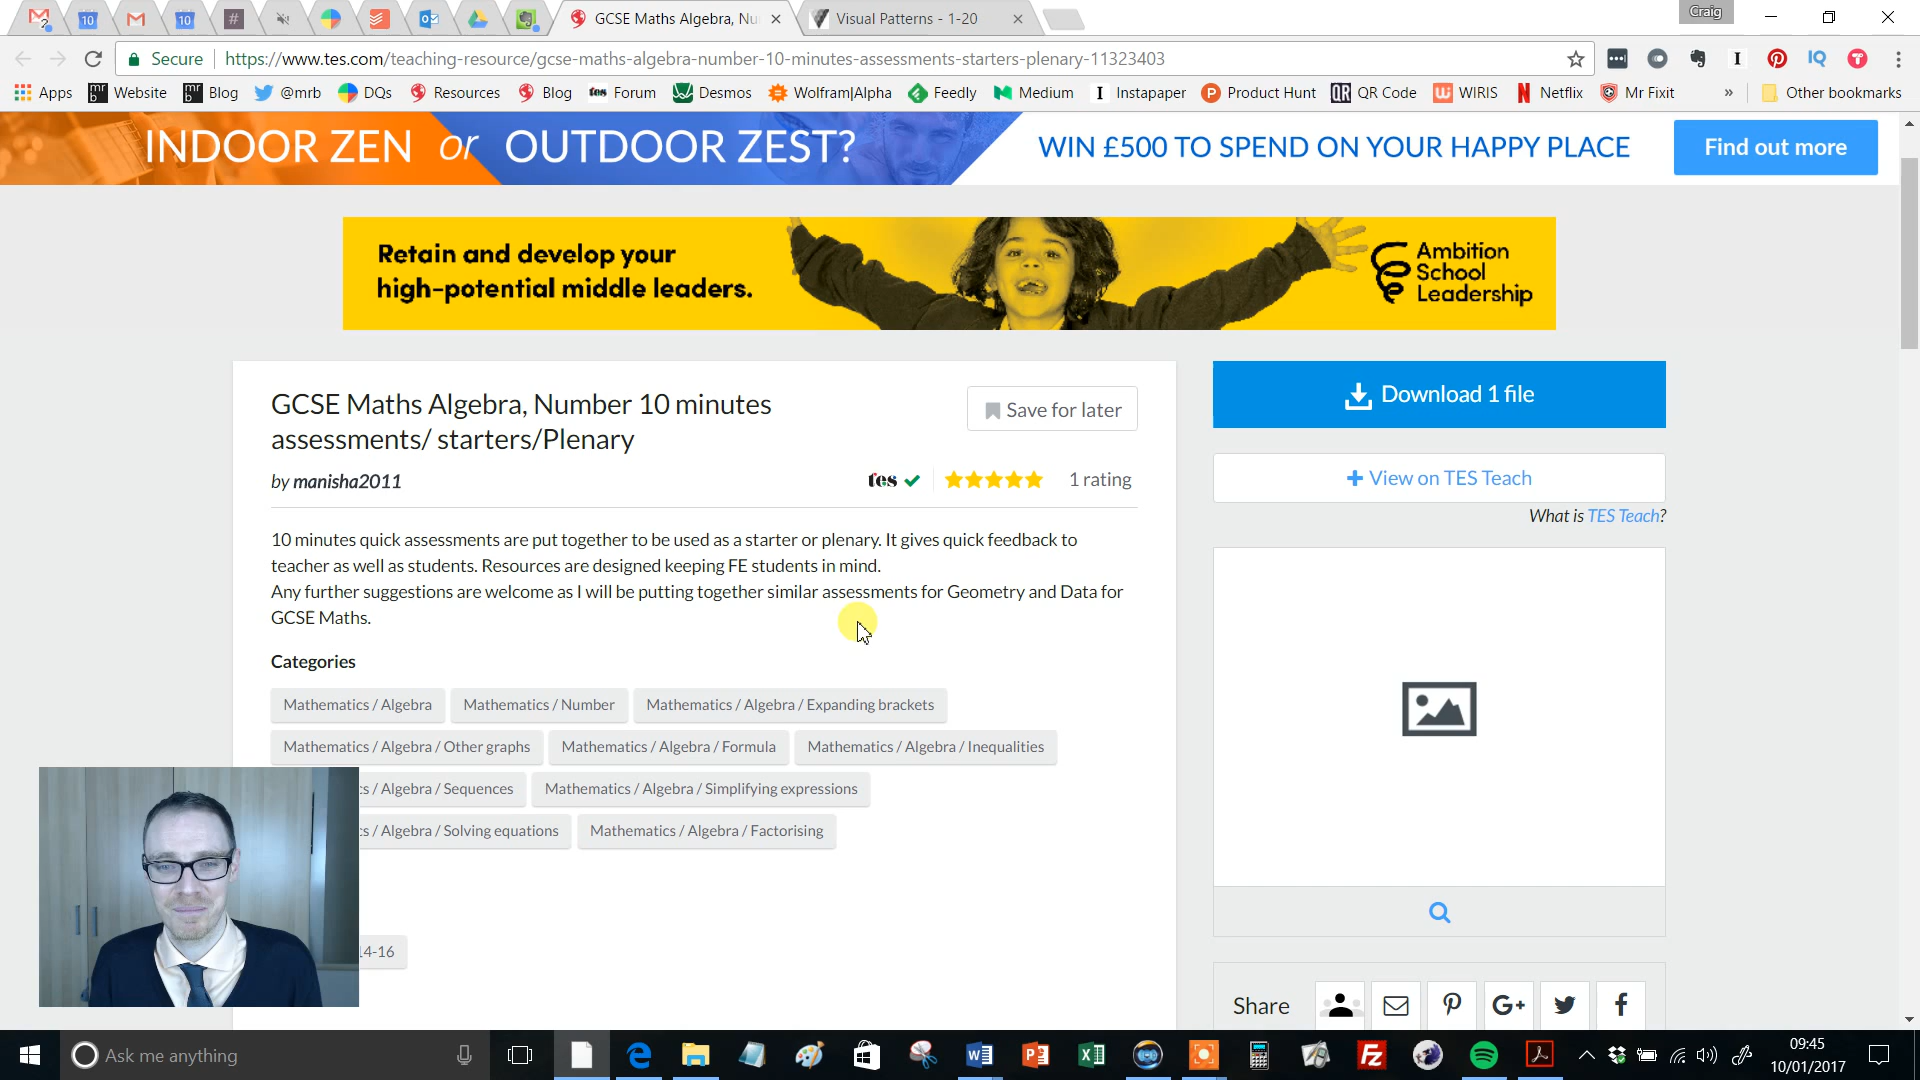 GCSE Maths Algebra, Nu
Visual Patterns - 1-20
Craig
Secure
https://www.tes.com/teaching-resource/gcse-maths-algebra-number-10-minutes-assessments-starters-plenary-11323403
Apps Website Blog @mrb DQs Resources Blog tes Forum Desmos Wolfram|Alpha Feedly Medium Instapaper Product Hunt QR Code WIRIS Netflix Mr Fixit » Other bookmarks
INDOOR ZEN or OUTDOOR ZEST?
WIN £500 TO SPEND ON YOUR HAPPY PLACE
Find out more
Retain and develop your
high-potential middle leaders.
Ambition
School
Leadership
GCSE Maths Algebra, Number 10 minutes
assessments/ starters/Plenary
Save for later
by manisha2011
tes
1 rating
10 minutes quick assessments are put together to be used as a starter or plenary. It gives quick feedback to
teacher as well as students. Resources are designed keeping FE students in mind.
Any further suggestions are welcome as I will be putting together similar assessments for Geometry and Data for
GCSE Maths.
Categories
Mathematics / Algebra
Mathematics / Number
Mathematics / Algebra / Expanding brackets
Mathematics / Algebra / Other graphs
Mathematics / Algebra / Formula
Mathematics / Algebra / Inequalities
/ Algebra / Sequences
Mathematics / Algebra / Simplifying expressions
/ Algebra / Solving equations
Mathematics / Algebra / Factorising
14-16
Download 1 file
+ View on TES Teach
What is TES Teach?
Share
Ask me anything
09:45
10/01/2017